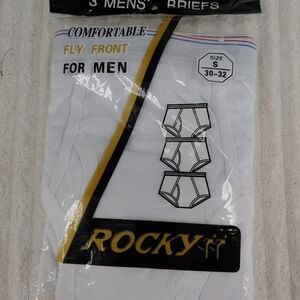 3 MENS' BRIEFS
COMFORTABLE
FLY FRONT
FOR MEN
SIZE
S
30-32
ROCKY